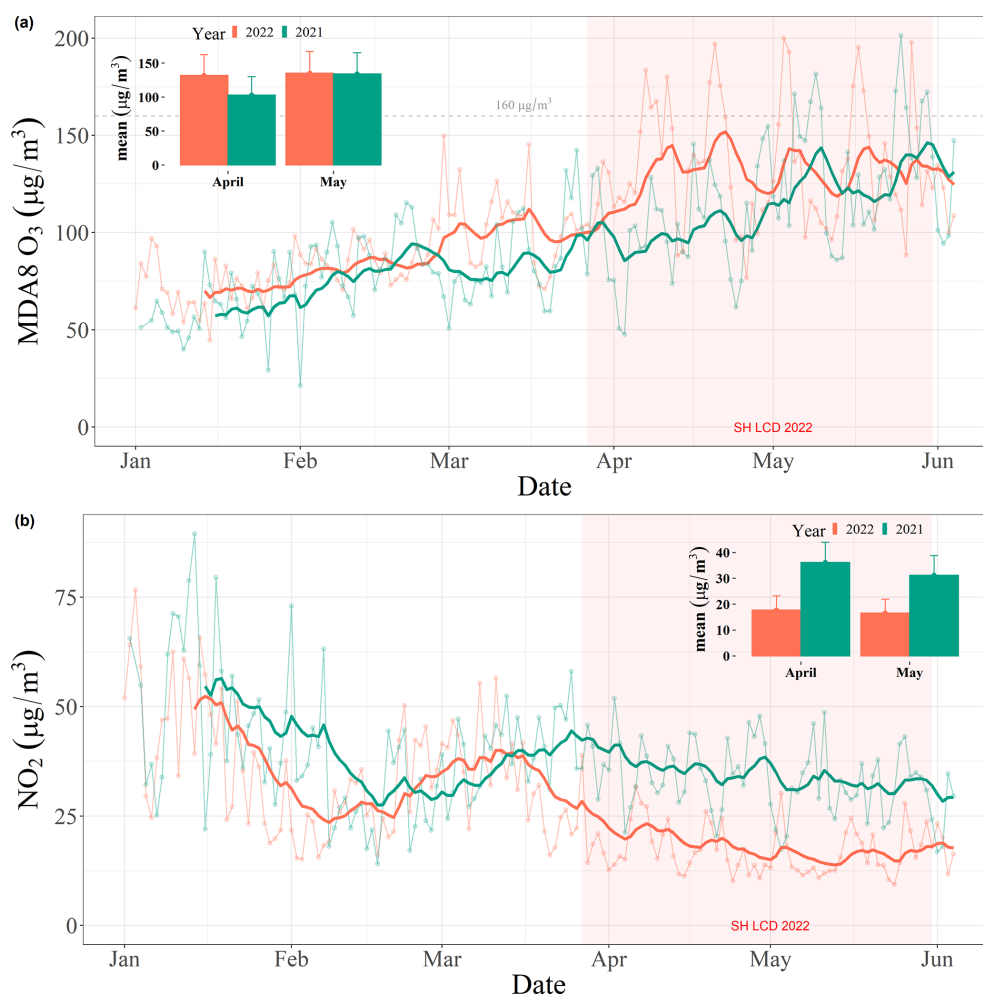 (a)
Year 2022 2021
mean (μg/m³)
150
100
50
0
April May
MDA8 O₃ (μg/m³)
200
150
100
50
0
160 μg/m³
SH LCD 2022
Jan Feb Mar Apr May Jun
Date
(b)
Year 2022 2021
mean (μg/m³)
40
30
20
10
0
April May
NO₂ (μg/m³)
75
50
25
0
SH LCD 2022
Jan Feb Mar Apr May Jun
Date